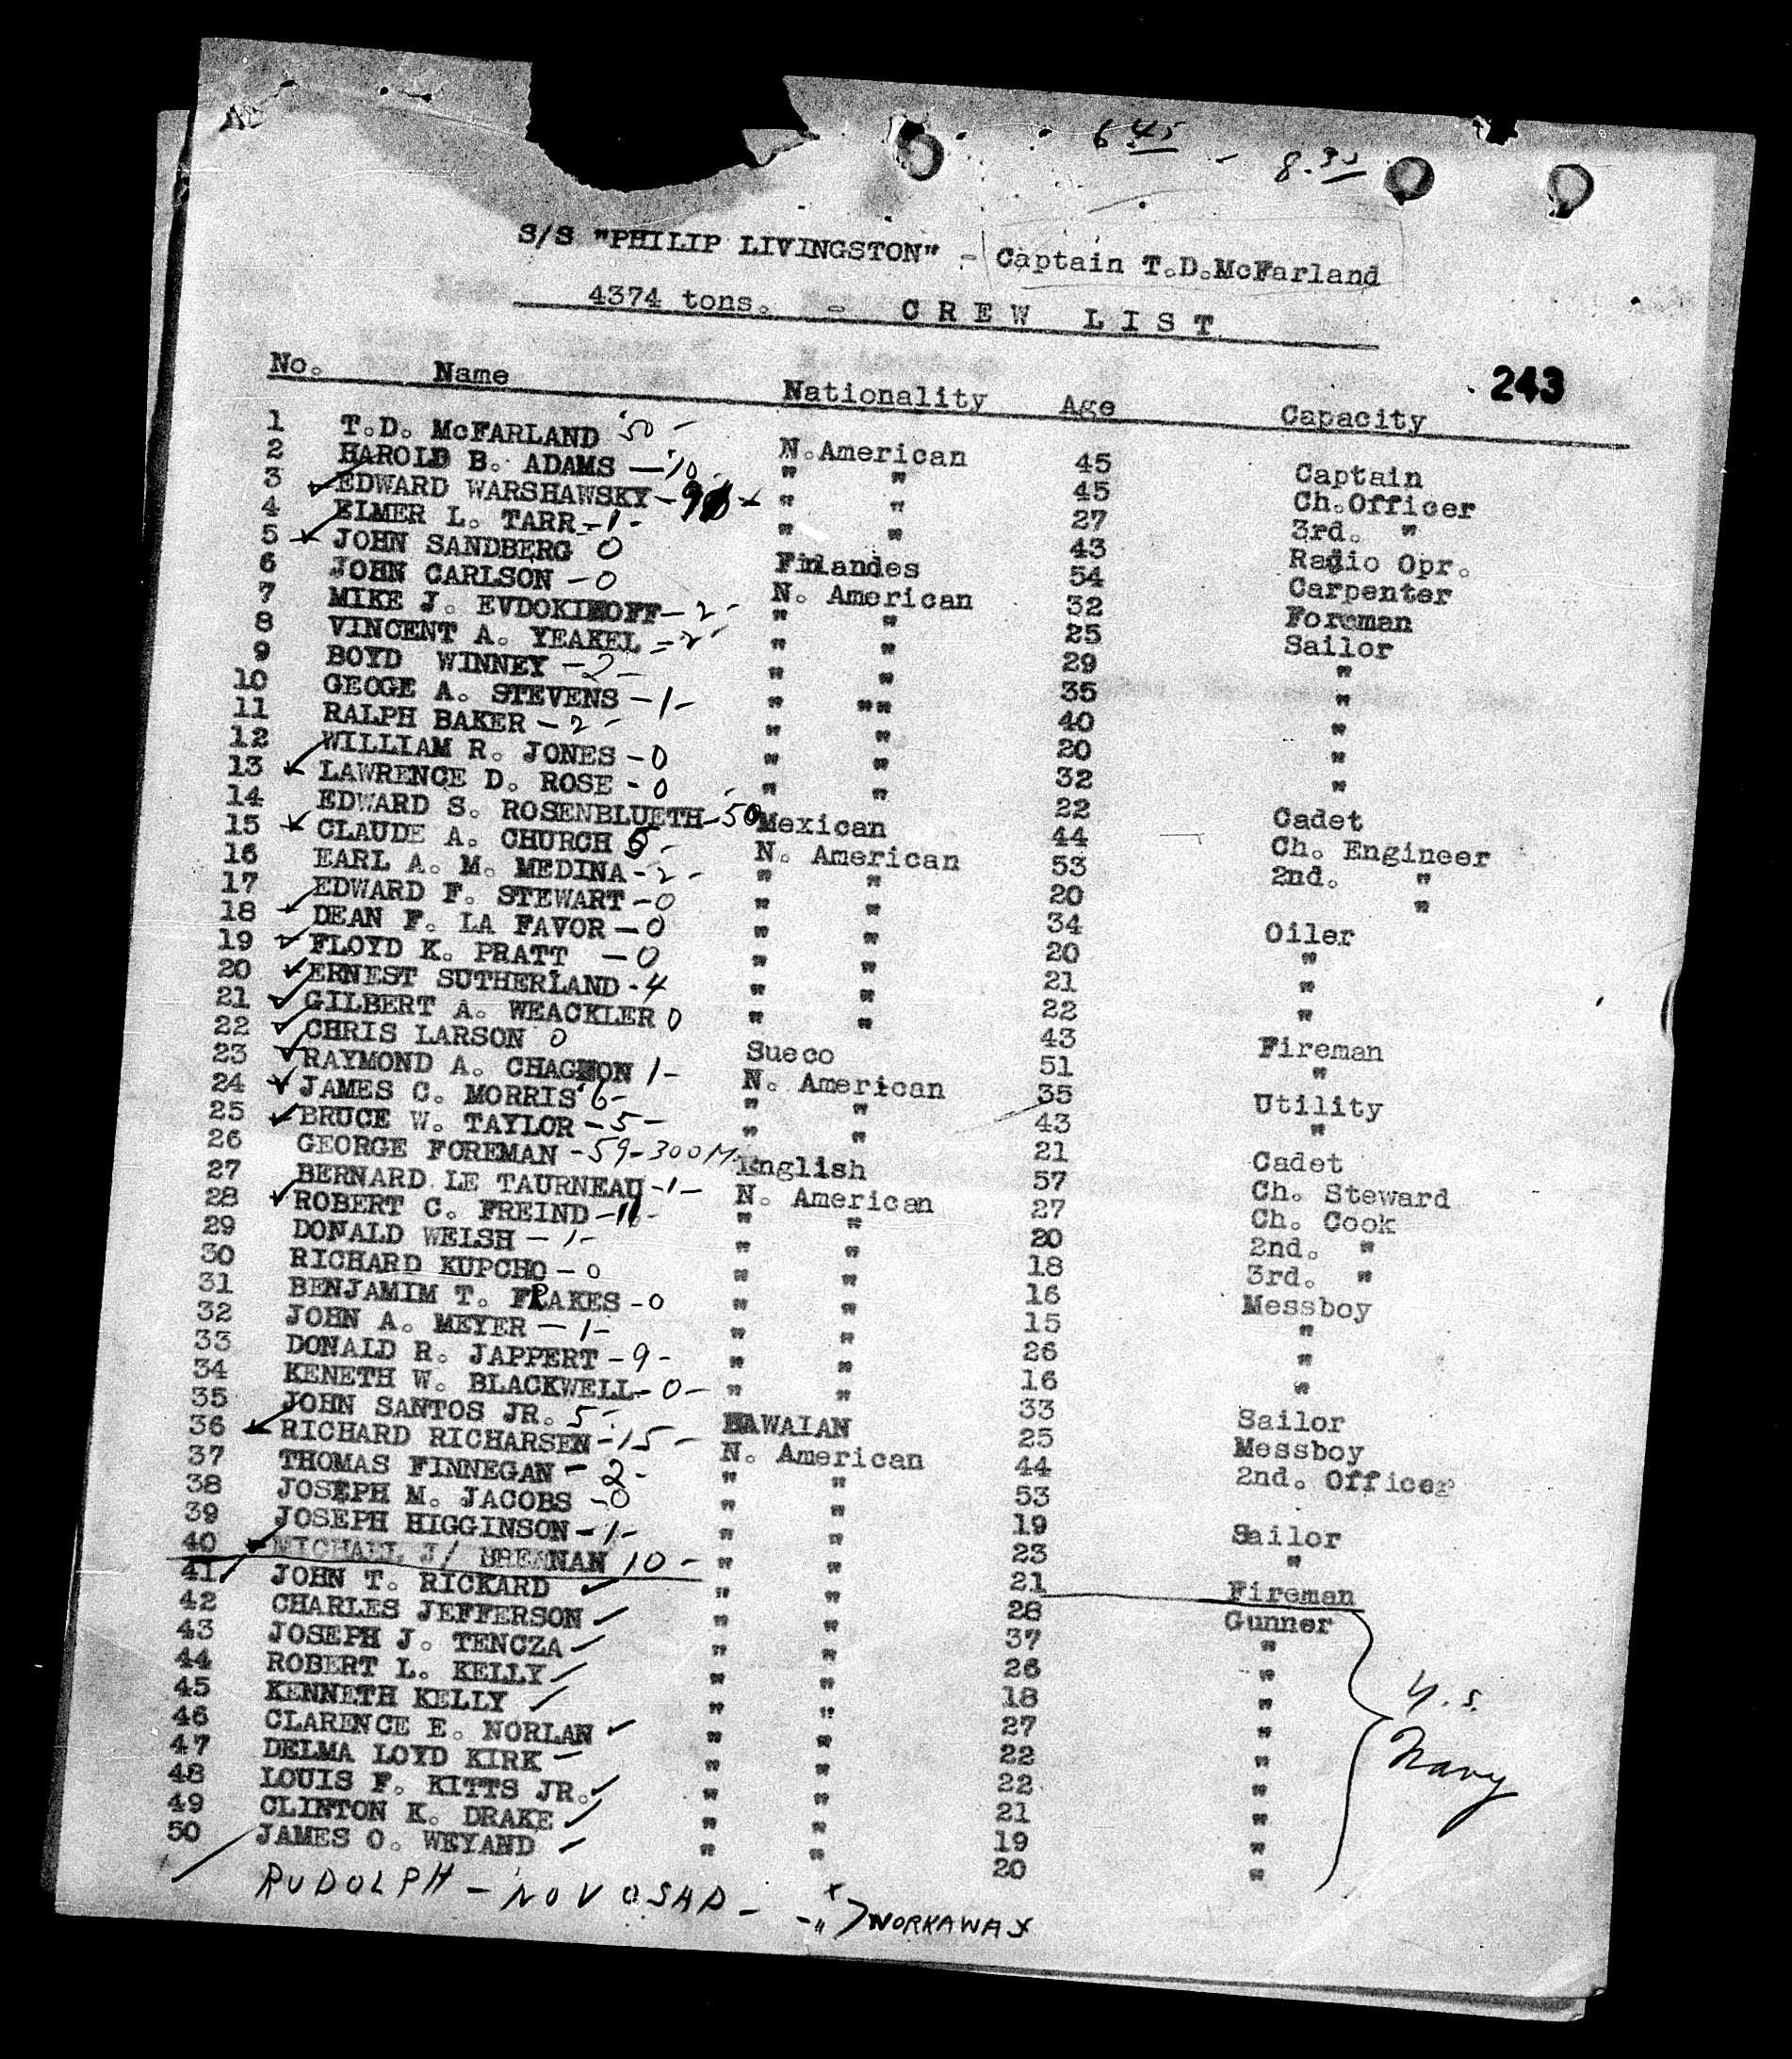 6.45 - 8.35
S/S "PHILIP LIVINGSTON" - Captain T.D.McFarland
4374 tons. - C R E W L I S T
243
No. Name Nationality Age Capacity
1 T.D. McFARLAND 50 - N.American 45 Captain
2 HAROLD B. ADAMS - 10 " " 45 Ch.Officer
3 EDWARD WARSHAWSKY - " " 27 3rd. "
4 ELMER L. TARR -1- " " 43 Radio Opr.
5 JOHN SANDBERG 0 Finlandes 54 Carpenter
6 JOHN CARLSON -0 N. American 32 Foreman
7 MIKE J. EVDOKIMOFF -2- " " 25 Sailor
8 VINCENT A. YEAKEL -2- " " 29 "
9 BOYD WINNEY -2- " " 35 "
10 GEOGE A. STEVENS -1- " "" 40 "
11 RALPH BAKER -2- " " 20 "
12 WILLIAM R. JONES -0 " " 32 "
13 LAWRENCE D. ROSE -0 " " 22 Cadet
14 EDWARD S. ROSENBLUETH -50 Mexican 44 Ch. Engineer
15 CLAUDE A. CHURCH 5- N. American 53 2nd. "
16 EARL A. M. MEDINA -2- " " 20 "
17 EDWARD F. STEWART -0 " " 34 Oiler
18 DEAN F. LA FAVOR -0 " " 20 "
19 FLOYD K. PRATT -0 " " 21 "
20 ERNEST SUTHERLAND -4 " " 22 "
21 GILBERT A. WEACKLER 0 " " 43 Fireman
22 CHRIS LARSON 0 Sueco 51 "
23 RAYMOND A. CHAGNON 1- N. American 35 Utility
24 JAMES C. MORRIS 6- " " 43 "
25 BRUCE W. TAYLOR -5- " " 21 Cadet
26 GEORGE FOREMAN -59-300M. English 57 Ch. Steward
27 BERNARD LE TAURNEAU -1- N. American 27 Ch. Cook
28 ROBERT C. FREIND -11- " " 20 2nd. "
29 DONALD WELSH -1- " " 18 3rd. "
30 RICHARD KUPCHO -0 " " 16 Messboy
31 BENJAMIM T. FRAKES -0 " " 15 "
32 JOHN A. MEYER -1- " " 26 "
33 DONALD R. JAPPERT -9- " " 16 "
34 KENETH W. BLACKWELL -0- " " 33 Sailor
35 JOHN SANTOS JR. 5- HAWAIAN 25 Messboy
36 RICHARD RICHARSEN -15- N. American 44 2nd. Officer
37 THOMAS FINNEGAN -2- " " 53
38 JOSEPH M. JACOBS -0 " " 19 Sailor
39 JOSEPH HIGGINSON -1- " " 23 "
40 MICHAEL J/ BRENNAN 10- " " 21 Fireman
41 JOHN T. RICKARD ✓ " " 28 Gunner
42 CHARLES JEFFERSON ✓ " " 37 "
43 JOSEPH J. TENCZA ✓ " " 26 "
44 ROBERT L. KELLY ✓ " " 18 "
45 KENNETH KELLY ✓ " " 27 "
46 CLARENCE E. NORLAN ✓ " " 22 "
47 DELMA LOYD KIRK - " " 22 "
48 LOUIS F. KITTS JR. ✓ " " 21 "
49 CLINTON K. DRAKE ✓ " " 19 "
50 JAMES O. WEYAND ✓ " " 20 "
U.S.
Navy
RUDOLPH - NOVOSAD - " WORKAWAY